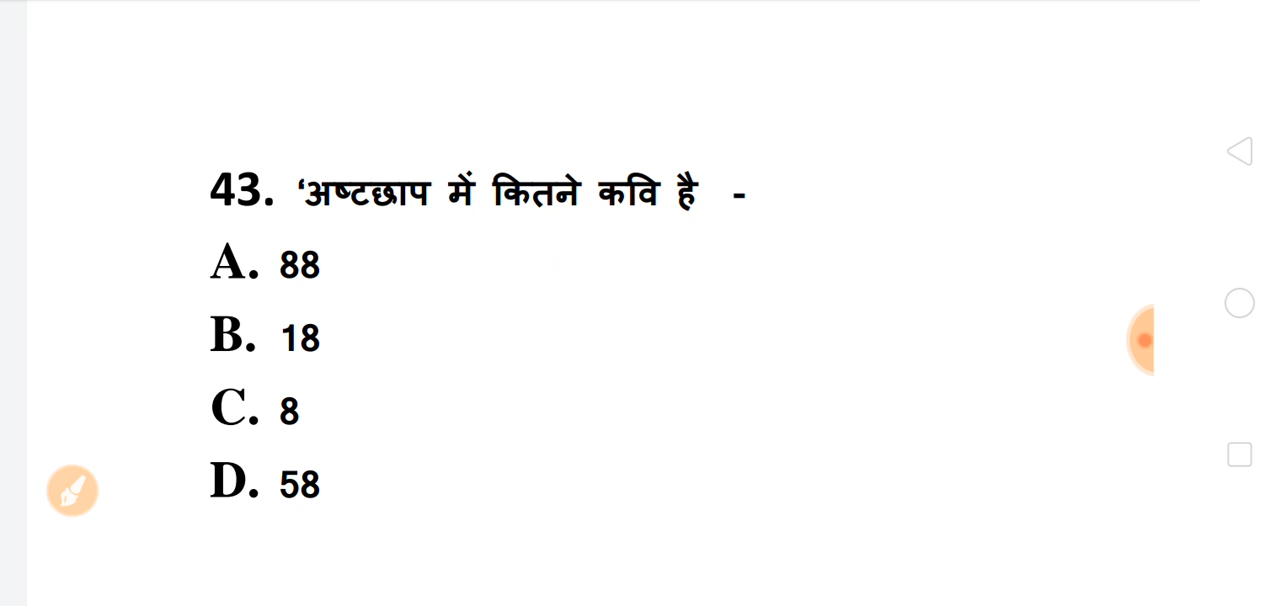 43. ‘अष्टछाप में कितने कवि है -
A. 88
B. 18
C. 8
D. 58